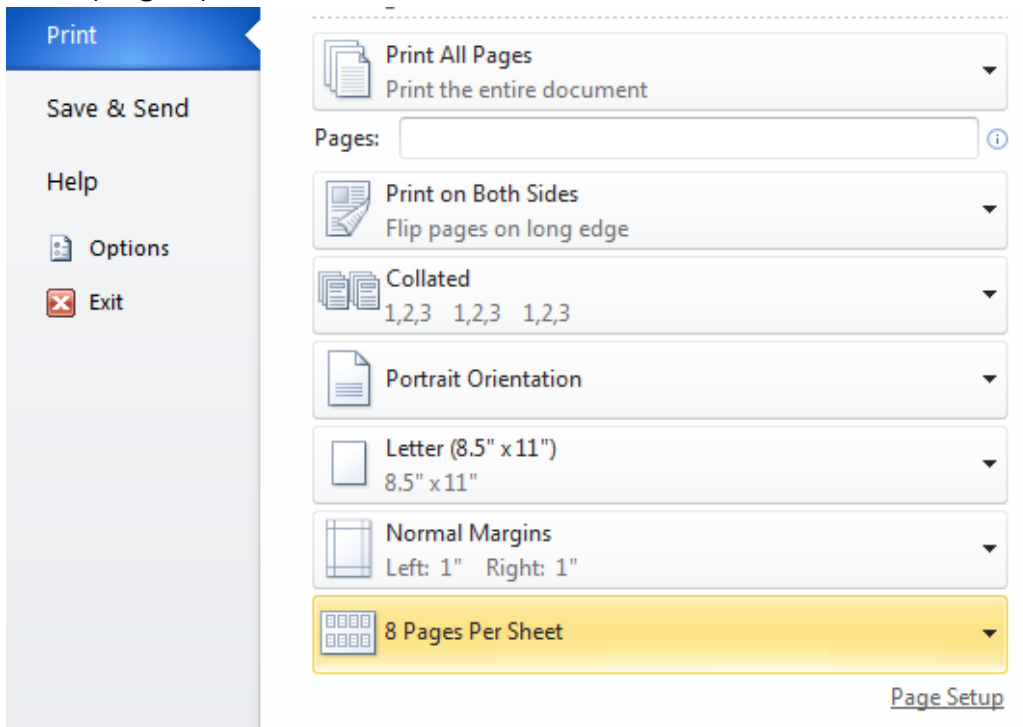 Print
Save & Send
Help
Options
Exit
Print All Pages
Print the entire document
Pages:
Print on Both Sides
Flip pages on long edge
Collated
1,2,3 1,2,3 1,2,3
Portrait Orientation
Letter (8.5" x 11")
8.5" x 11"
Normal Margins
Left: 1" Right: 1"
8 Pages Per Sheet
Page Setup